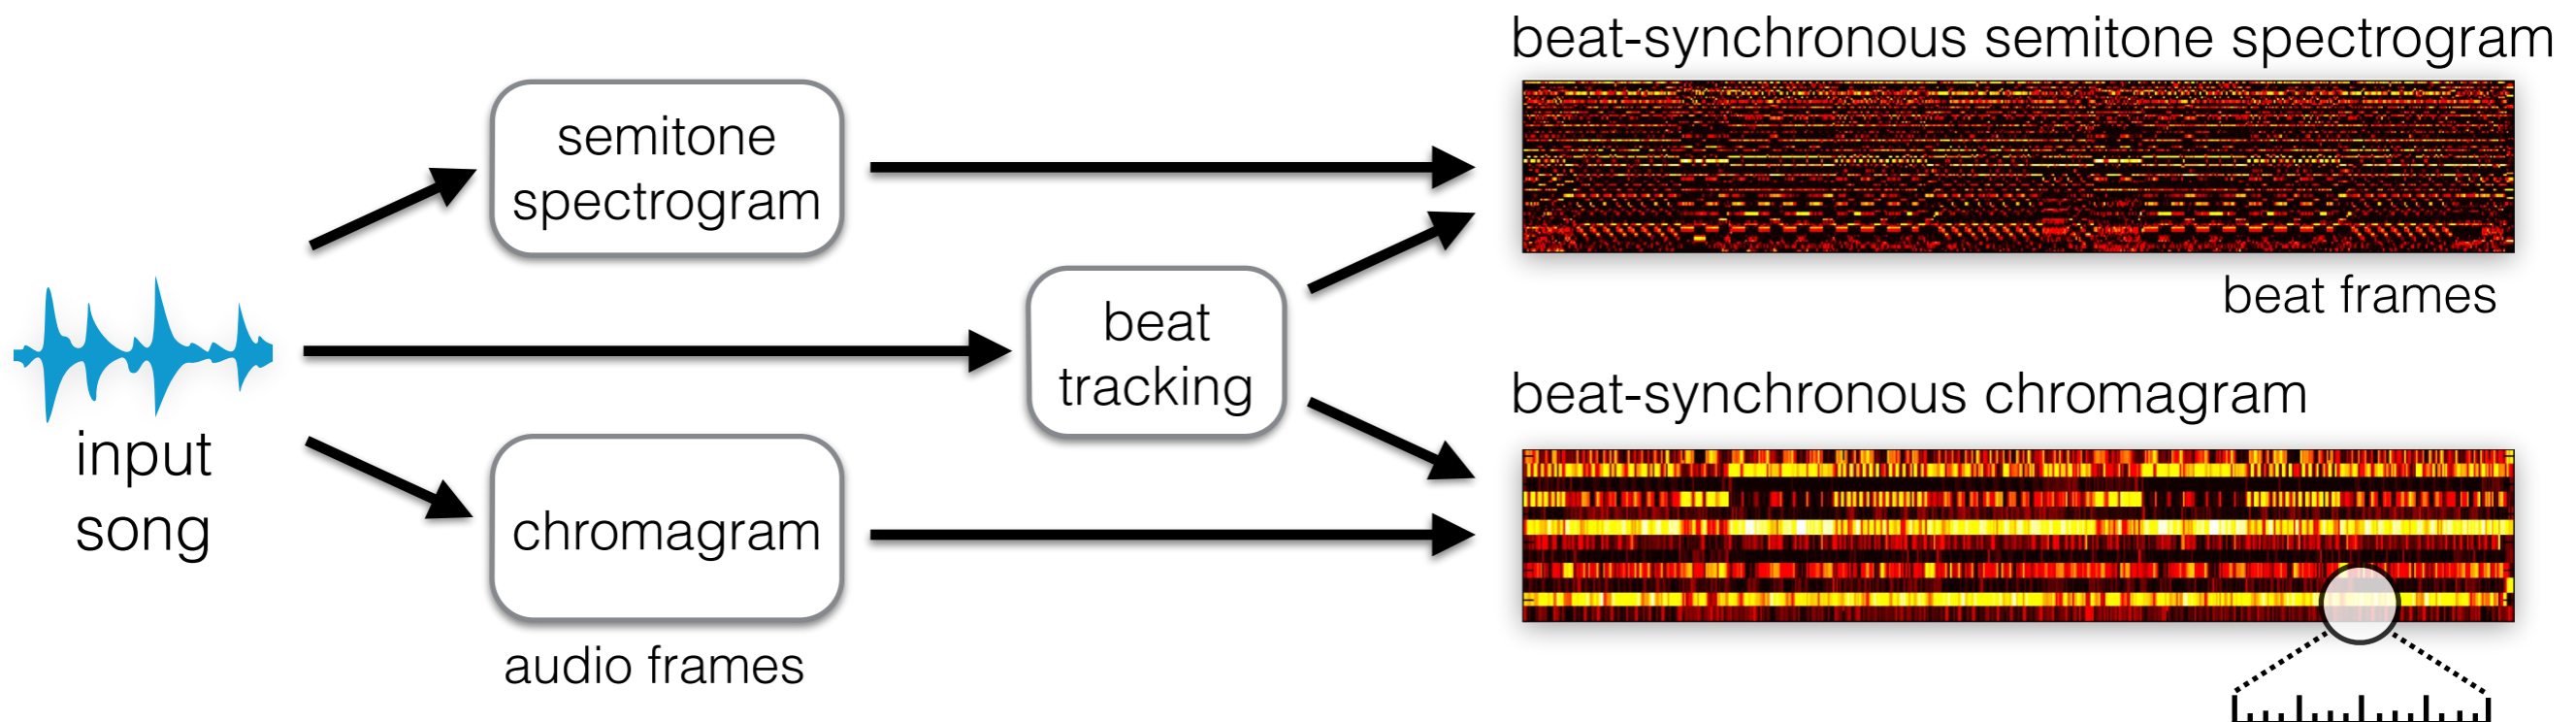 beat-synchronous semitone spectrogram
semitone
spectrogram
beat frames
beat
tracking
beat-synchronous chromagram
input
song
chromagram
audio frames